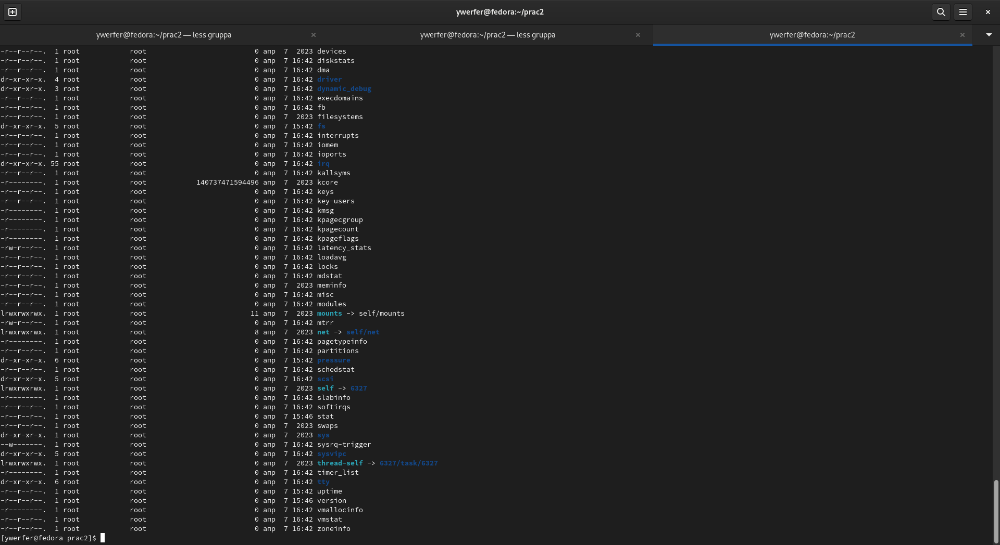 ywerfer@fedora:~/prac2
ywerfer@fedora:~/prac2 — less gruppa
ywerfer@fedora:~/prac2 — less gruppa
ywerfer@fedora:~/prac2
-r--r--r--. 1 root root 0 апр 7 2023 devices
-r--r--r--. 1 root root 0 апр 7 16:42 diskstats
-r--r--r--. 1 root root 0 апр 7 16:42 dma
dr-xr-xr-x. 4 root root 0 апр 7 16:42 driver
dr-xr-xr-x. 3 root root 0 апр 7 16:42 dynamic_debug
-r--r--r--. 1 root root 0 апр 7 16:42 execdomains
-r--r--r--. 1 root root 0 апр 7 16:42 fb
-r--r--r--. 1 root root 0 апр 7 2023 filesystems
dr-xr-xr-x. 5 root root 0 апр 7 15:42 fs
-r--r--r--. 1 root root 0 апр 7 16:42 interrupts
-r--r--r--. 1 root root 0 апр 7 16:42 iomem
-r--r--r--. 1 root root 0 апр 7 16:42 ioports
dr-xr-xr-x. 55 root root 0 апр 7 16:42 irq
-r--r--r--. 1 root root 0 апр 7 16:42 kallsyms
-r--------. 1 root root 140737471594496 апр 7 2023 kcore
-r--r--r--. 1 root root 0 апр 7 16:42 keys
-r--r--r--. 1 root root 0 апр 7 16:42 key-users
-r--------. 1 root root 0 апр 7 16:42 kmsg
-r--------. 1 root root 0 апр 7 16:42 kpagecgroup
-r--------. 1 root root 0 апр 7 16:42 kpagecount
-r--------. 1 root root 0 апр 7 16:42 kpageflags
-rw-r--r--. 1 root root 0 апр 7 16:42 latency_stats
-r--r--r--. 1 root root 0 апр 7 16:42 loadavg
-r--r--r--. 1 root root 0 апр 7 16:42 locks
-r--r--r--. 1 root root 0 апр 7 16:42 mdstat
-r--r--r--. 1 root root 0 апр 7 2023 meminfo
-r--r--r--. 1 root root 0 апр 7 16:42 misc
-r--r--r--. 1 root root 0 апр 7 16:42 modules
lrwxrwxrwx. 1 root root 11 апр 7 2023 mounts -> self/mounts
-rw-r--r--. 1 root root 0 апр 7 16:42 mtrr
lrwxrwxrwx. 1 root root 8 апр 7 2023 net -> self/net
-r--------. 1 root root 0 апр 7 16:42 pagetypeinfo
-r--r--r--. 1 root root 0 апр 7 16:42 partitions
dr-xr-xr-x. 6 root root 0 апр 7 15:42 pressure
-r--r--r--. 1 root root 0 апр 7 16:42 schedstat
dr-xr-xr-x. 5 root root 0 апр 7 16:42 scsi
lrwxrwxrwx. 1 root root 0 апр 7 2023 self -> 6327
-r--------. 1 root root 0 апр 7 16:42 slabinfo
-r--r--r--. 1 root root 0 апр 7 16:42 softirqs
-r--r--r--. 1 root root 0 апр 7 15:46 stat
-r--r--r--. 1 root root 0 апр 7 2023 swaps
dr-xr-xr-x. 1 root root 0 апр 7 2023 sys
--w-------. 1 root root 0 апр 7 16:42 sysrq-trigger
dr-xr-xr-x. 5 root root 0 апр 7 16:42 sysvipc
lrwxrwxrwx. 1 root root 0 апр 7 2023 thread-self -> 6327/task/6327
-r--------. 1 root root 0 апр 7 16:42 timer_list
dr-xr-xr-x. 6 root root 0 апр 7 16:42 tty
-r--r--r--. 1 root root 0 апр 7 15:42 uptime
-r--r--r--. 1 root root 0 апр 7 15:46 version
-r--------. 1 root root 0 апр 7 16:42 vmallocinfo
-r--r--r--. 1 root root 0 апр 7 16:42 vmstat
-r--r--r--. 1 root root 0 апр 7 16:42 zoneinfo
[ywerfer@fedora prac2]$